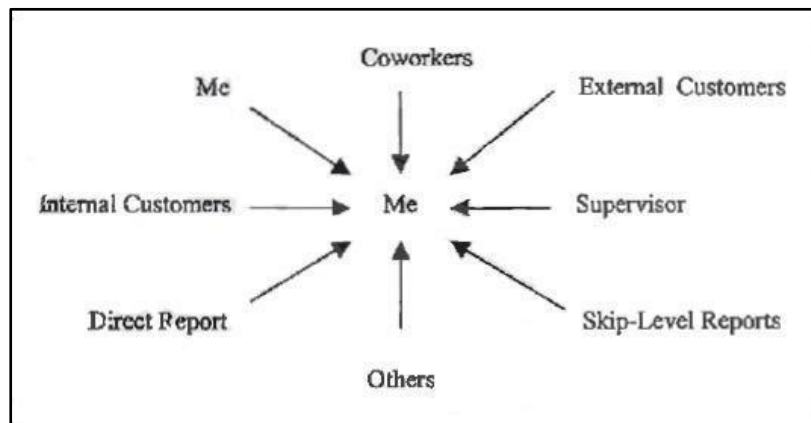 Coworkers
Me
External Customers
Internal Customers
Me
Supervisor
Direct Report
Skip-Level Reports
Others